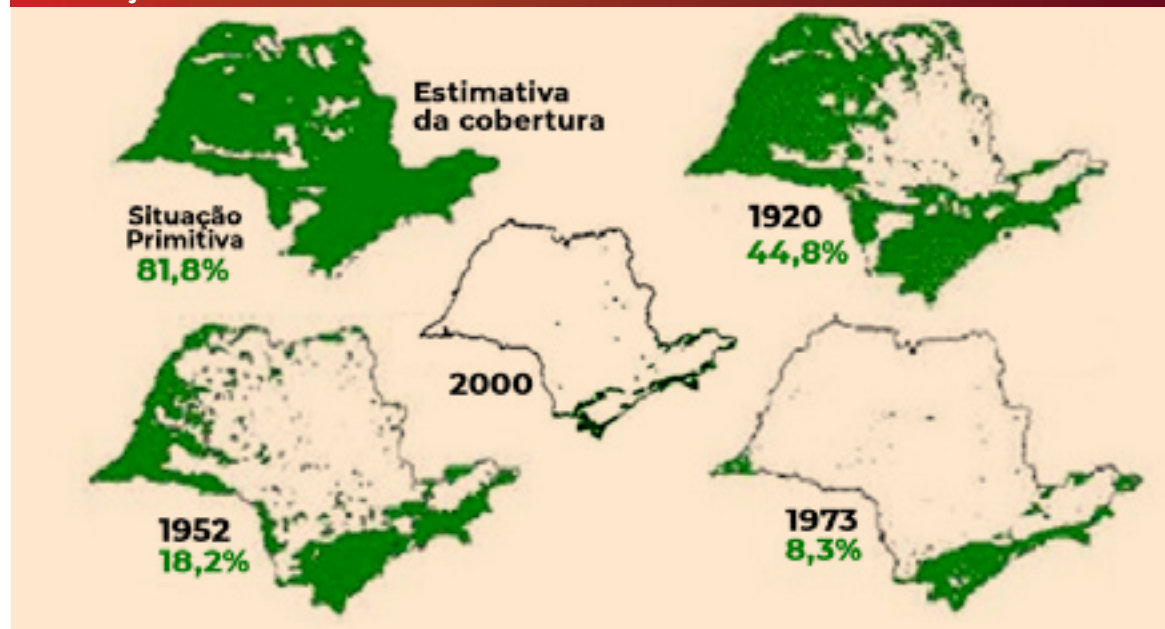 Estimativa
da cobertura
Situação
Primitiva
81,8%
1920
44,8%
2000
1952
18,2%
1973
8,3%